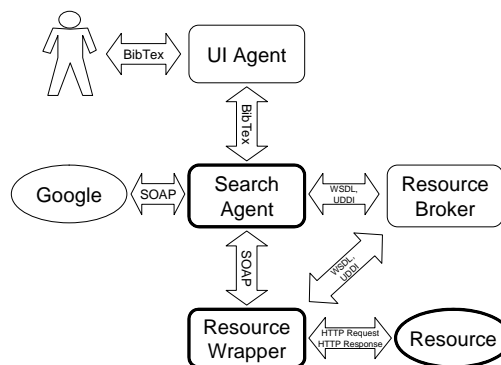 BibTex
UI Agent
BibTex
Google
SOAP
Search
Agent
WSDL,
UDDI
Resource
Broker
SOAP
WSDL,
UDDI
Resource
Wrapper
HTTP Request
HTTP Response
Resource